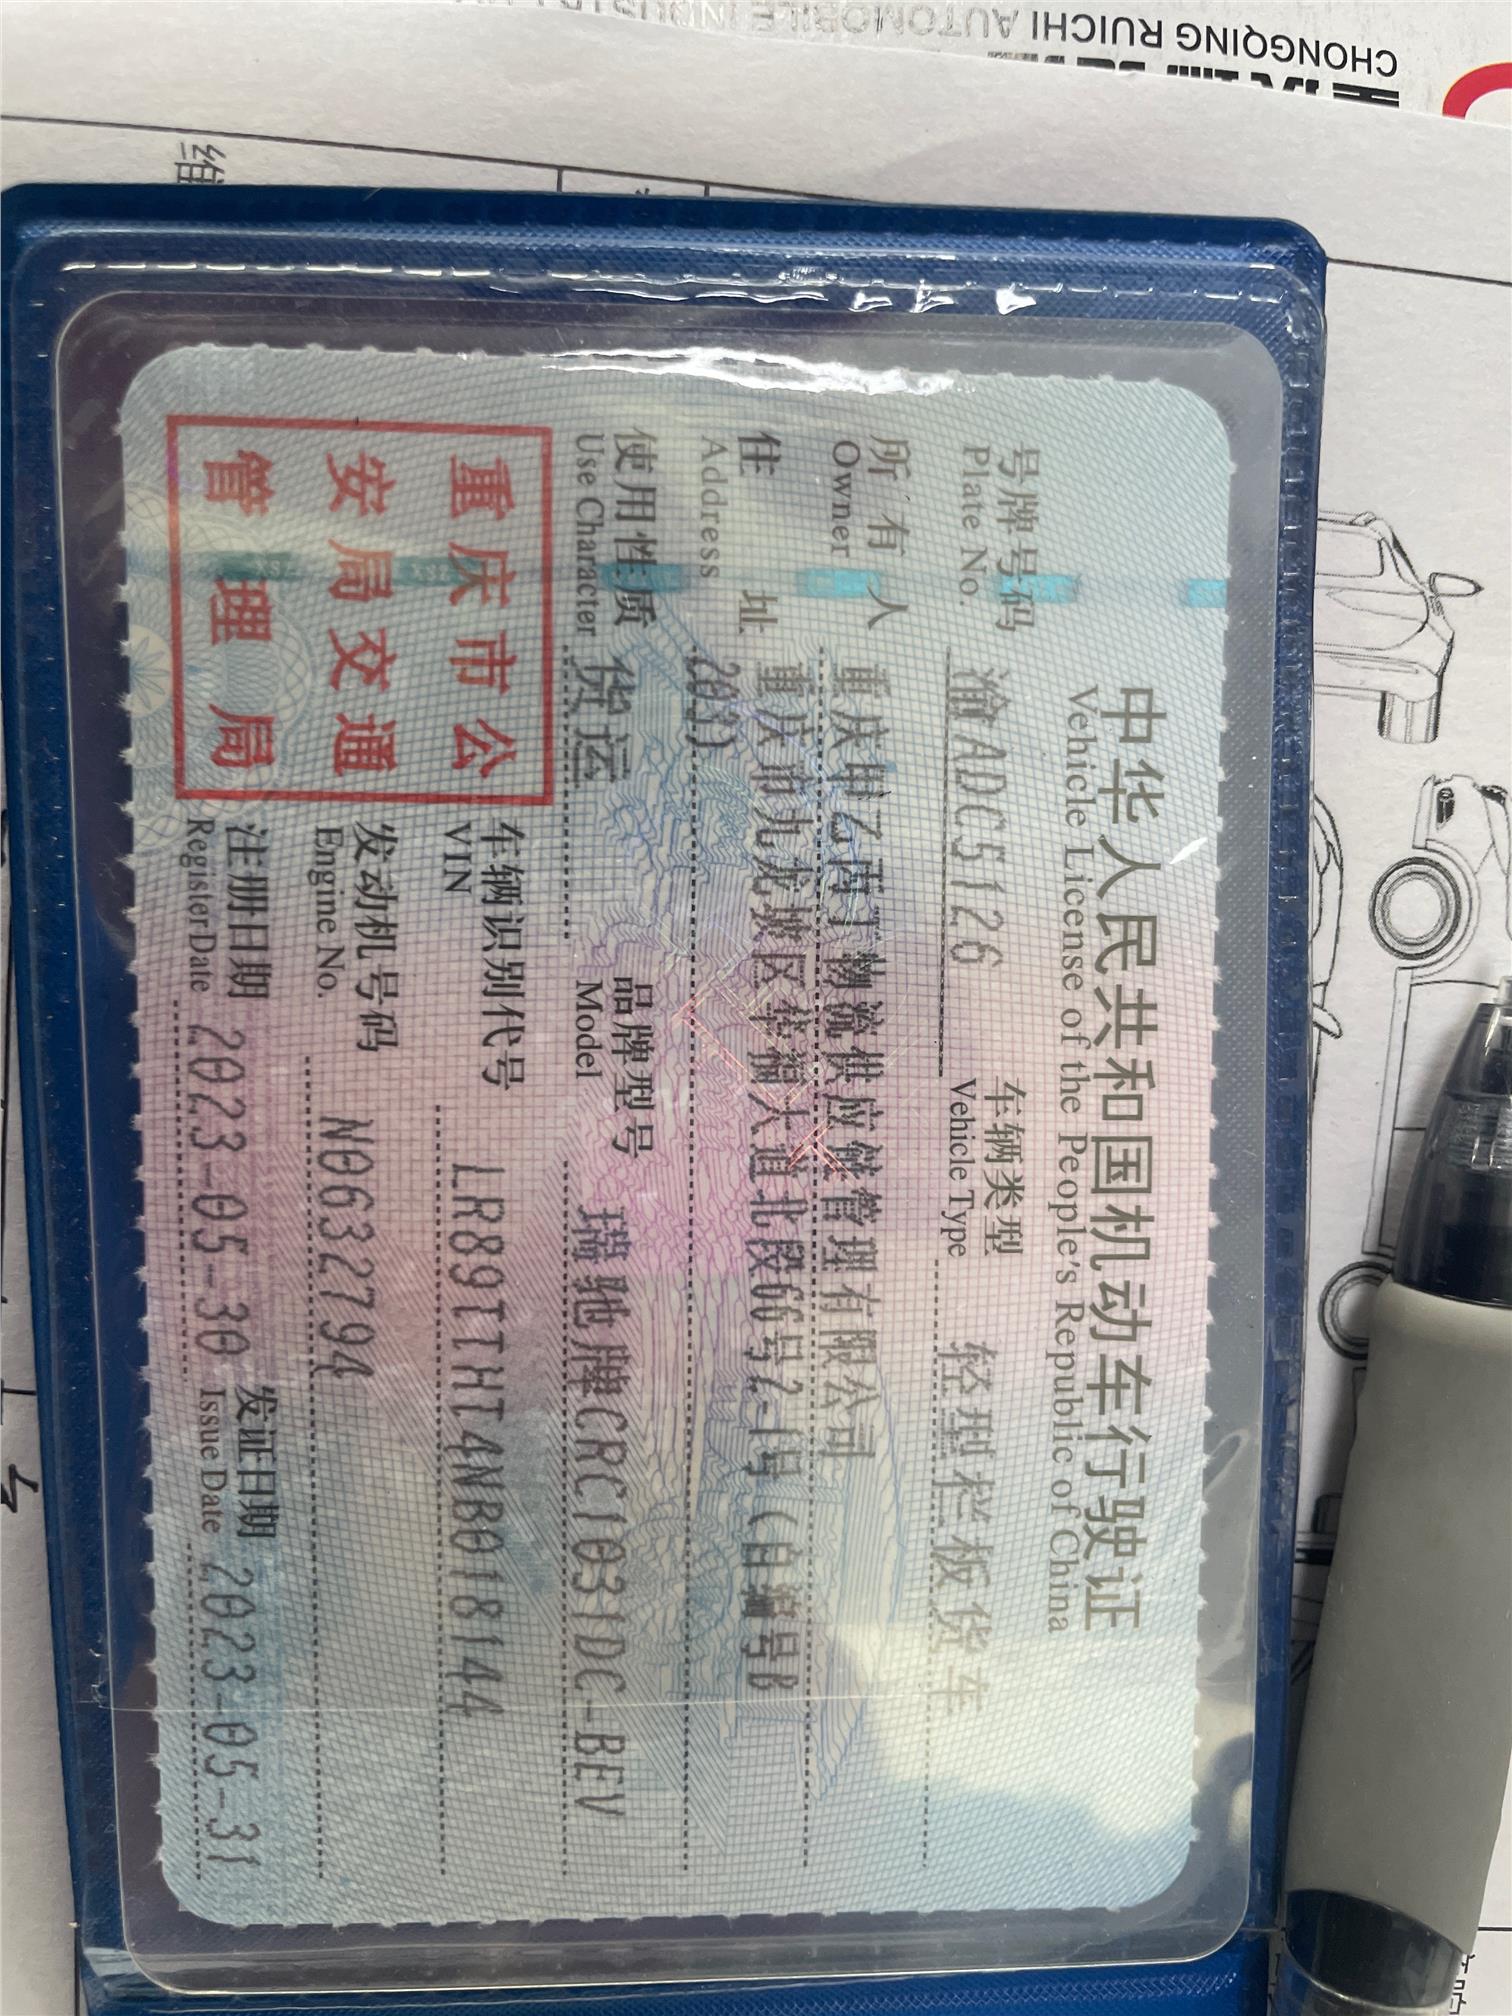 CHONGQING RUICHI AUTOMOBILE INDUSTRY
维
中华人民共和国机动车行驶证
Vehicle License of the People's Republic of China
号牌号码 渝ADC5126 车辆类型 轻型栏板货车
Plate No. Vehicle Type
所有人 重庆甲乙丙丁物流供应链管理有限公司
Owner
住址 重庆市九龙坡区华福大道北段66号2-1号(自编号B
Address 203)
使用性质 货运 品牌型号 瑞驰牌CRC1031DC-BEV
Use Character Model
重庆市公
安局交通
管理局
车辆识别代号 LR89TTHT4NB018144
VIN
发动机号码 N0632794
Engine No.
注册日期 2023-05-30 发证日期 2023-05-31
Register Date Issue Date